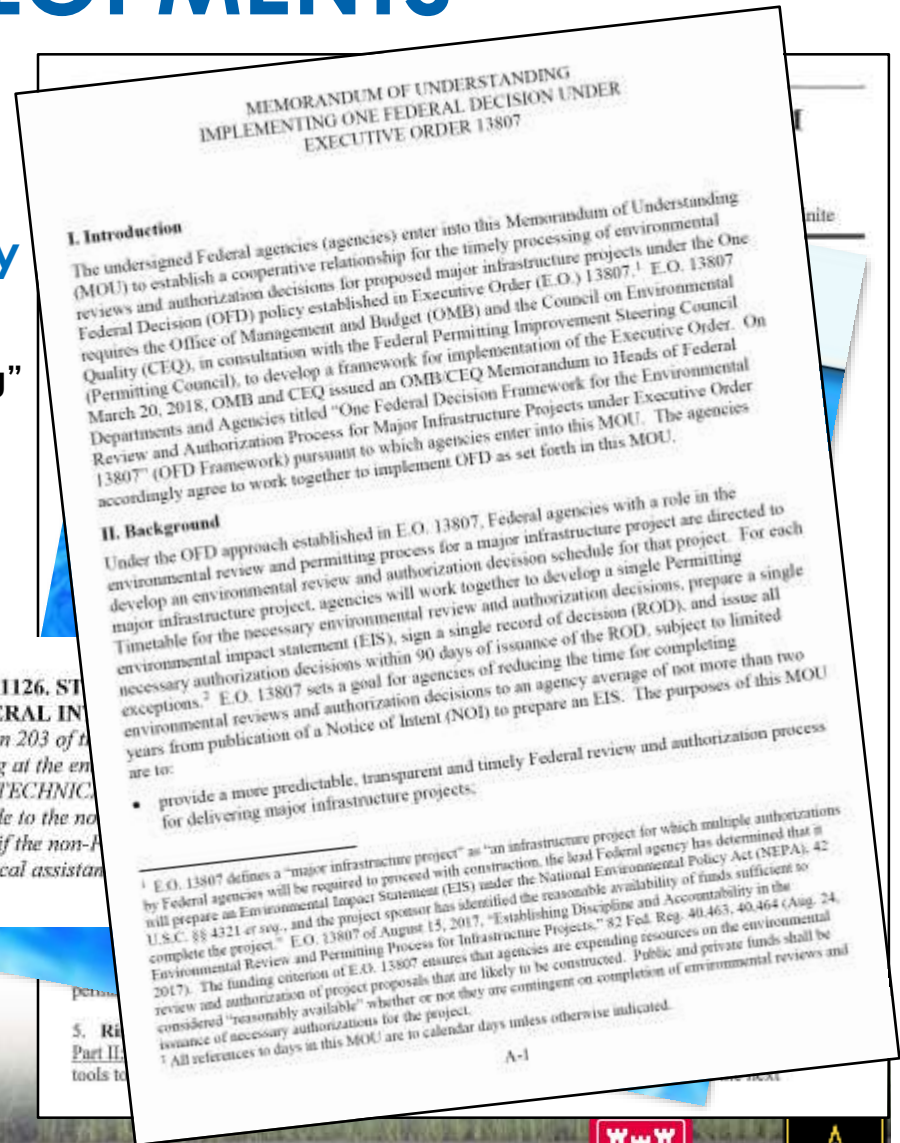 MEMORANDUM OF UNDERSTANDING
IMPLEMENTING ONE FEDERAL DECISION UNDER
EXECUTIVE ORDER 13807
I. Introduction
The undersigned Federal agencies (agencies) enter into this Memorandum of Understanding
(MOU) to establish a cooperative relationship for the timely processing of environmental
reviews and authorization decisions for proposed major infrastructure projects under the One
Federal Decision (OFD) policy established in Executive Order (E.O.) 13807.¹ E.O. 13807
requires the Office of Management and Budget (OMB) and the Council on Environmental
Quality (CEQ), in consultation with the Federal Permitting Improvement Steering Council
(Permitting Council), to develop a framework for implementation of the Executive Order. On
March 20, 2018, OMB and CEQ issued an OMB/CEQ Memorandum to Heads of Federal
Departments and Agencies titled “One Federal Decision Framework for the Environmental
Review and Authorization Process for Major Infrastructure Projects under Executive Order
13807” (OFD Framework) pursuant to which agencies enter into this MOU. The agencies
accordingly agree to work together to implement OFD as set forth in this MOU.
II. Background
Under the OFD approach established in E.O. 13807, Federal agencies with a role in the
environmental review and permitting process for a major infrastructure project are directed to
develop an environmental review and authorization decision schedule for that project. For each
major infrastructure project, agencies will work together to develop a single Permitting
Timetable for the necessary environmental review and authorization decisions, prepare a single
environmental impact statement (EIS), sign a single record of decision (ROD), and issue all
necessary authorization decisions within 90 days of issuance of the ROD, subject to limited
exceptions.² E.O. 13807 sets a goal for agencies of reducing the time for completing
environmental reviews and authorization decisions to an agency average of not more than two
years from publication of a Notice of Intent (NOI) to prepare an EIS. The purposes of this MOU
are to:
• provide a more predictable, transparent and timely Federal review and authorization process
for delivering major infrastructure projects;
¹ E.O. 13807 defines a “major infrastructure project” as “an infrastructure project for which multiple authorizations
by Federal agencies will be required to proceed with construction, the lead Federal agency has determined that it
will prepare an Environmental Impact Statement (EIS) under the National Environmental Policy Act (NEPA), 42
U.S.C. §§ 4321 et seq., and the project sponsor has identified the reasonable availability of funds sufficient to
complete the project.” E.O. 13807 of August 15, 2017, “Establishing Discipline and Accountability in the
Environmental Review and Permitting Process for Infrastructure Projects,” 82 Fed. Reg. 40,463, 40,464 (Aug. 24,
2017). The funding criterion of E.O. 13807 ensures that agencies are expending resources on the environmental
review and authorization of project proposals that are likely to be constructed. Public and private funds shall be
considered “reasonably available” whether or not they are contingent on completion of environmental reviews and
issuance of necessary authorizations for the project.
² All references to days in this MOU are to calendar days unless otherwise indicated.
A-1
1126. ST
ERAL IN
n 203 of t
g at the en
TECHNICA
le to the no
if the non-F
cal assistan
5. Ri
Part II:
tools to